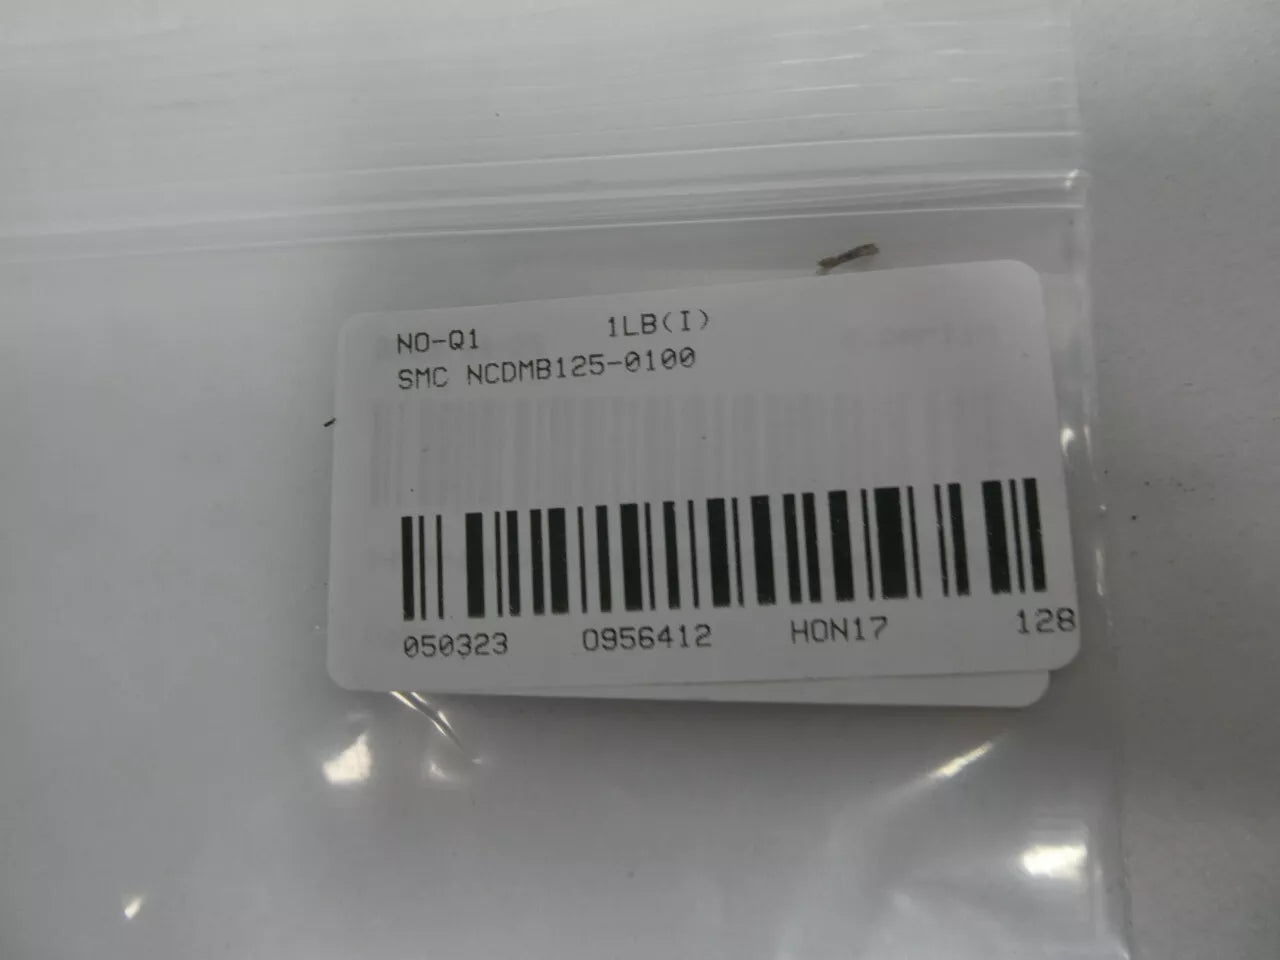 NO-Q1 1LB(I)
SMC NCDMB125-0100
050323 0956412 HON17 128